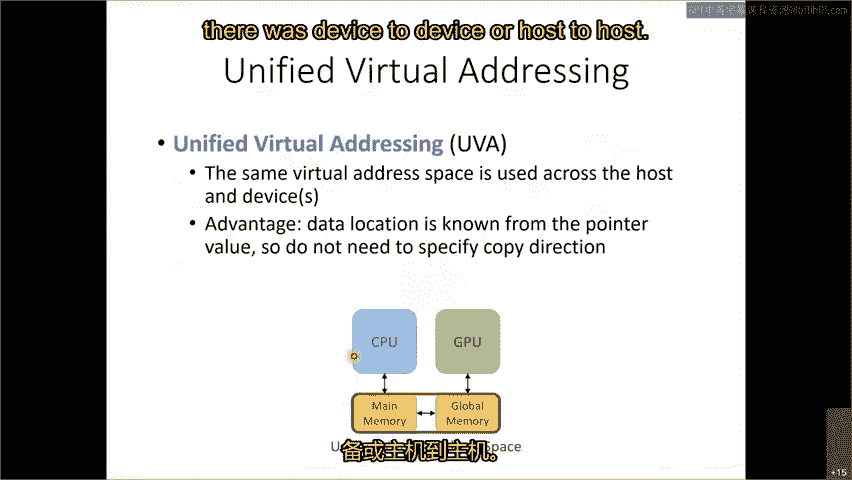 there was device to device or host to host.
Unified Virtual Addressing
• Unified Virtual Addressing (UVA)
• The same virtual address space is used across the host
and device(s)
• Advantage: data location is known from the pointer
value, so do not need to specify copy direction
CPU
GPU
Main
Memory
Global
Memory
备或主机到主机。
+15